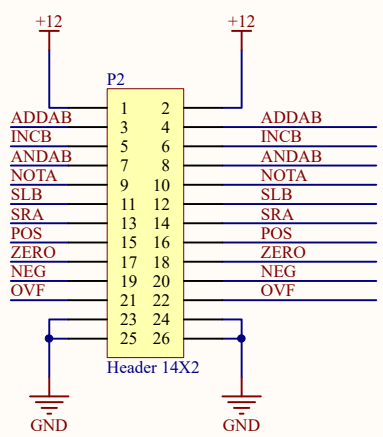 +12 +12
P2
1 2
ADDAB 3 4 ADDAB
INCB 5 6 INCB
ANDAB 7 8 ANDAB
NOTA 9 10 NOTA
SLB 11 12 SLB
SRA 13 14 SRA
POS 15 16 POS
ZERO 17 18 ZERO
NEG 19 20 NEG
OVF 21 22 OVF
23 24
25 26
Header 14X2
GND GND